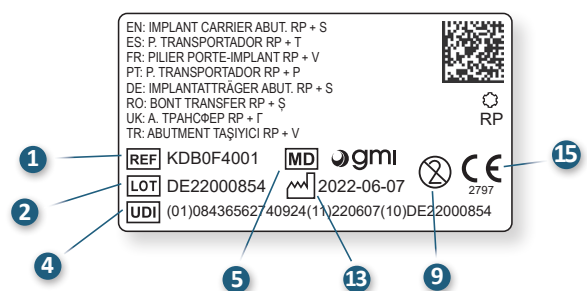 EN: IMPLANT CARRIER ABUT. RP + S
ES: P. TRANSPORTADOR RP + T
FR: PILIER PORTE-IMPLANT RP + V
PT: P. TRANSPORTADOR RP + P
DE: IMPLANTATTRÄGER ABUT. RP + S
RO: BONT TRANSFER RP + Ș
UK: А. ТРАНСФЕР RP + Г
TR: ABUTMENT TAŞIYICI RP + V
RP
1 REF KDB0F4001 MD gmi 15
2 LOT DE22000854 2022-06-07 2 CE 2797
4 UDI (01)08436562740924(11)220607(10)DE22000854
5 13 9